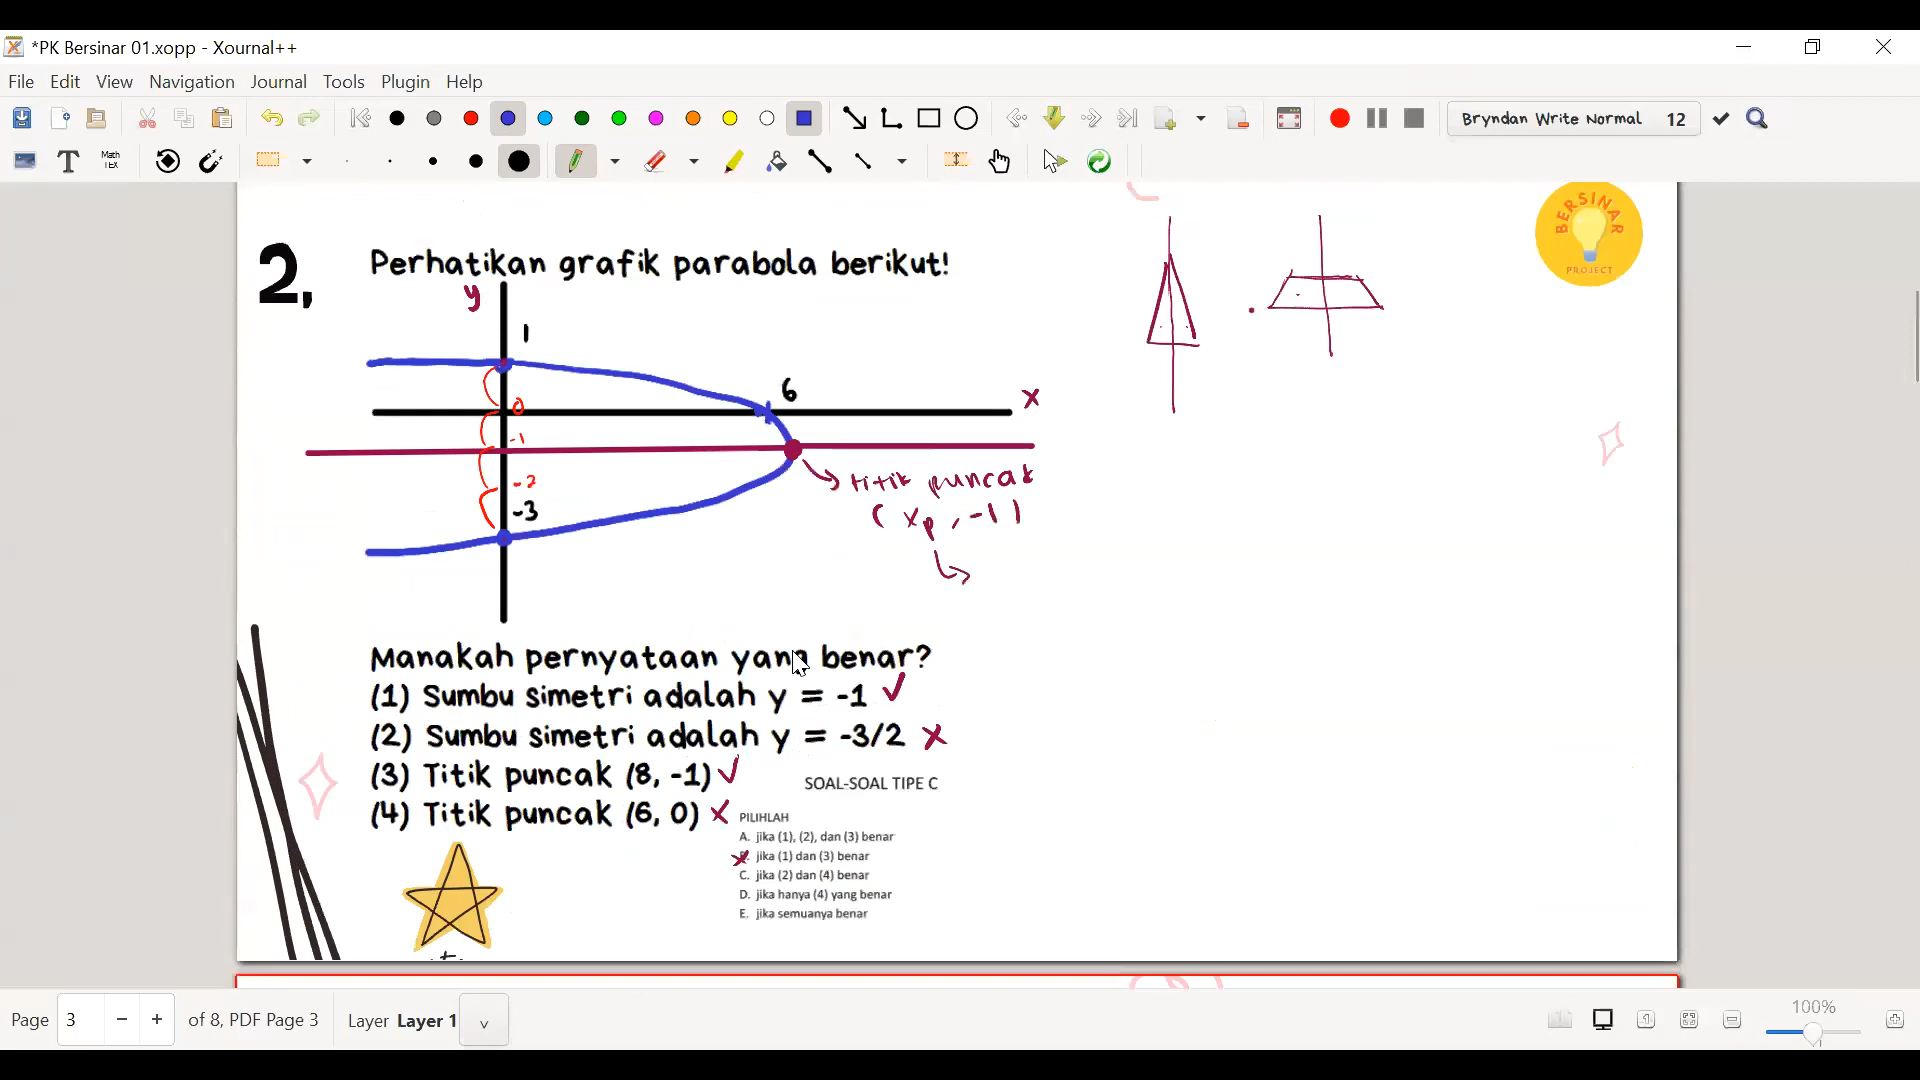 *PK Bersinar 01.xopp - Xournal++
File Edit View Navigation Journal Tools Plugin Help
Bryndan Write Normal 12
T Math TEX
BERSINAR PROJECT
2,
Perhatikan grafik parabola berikut!
y
1
6
x
0
-1
-2
-3
titik puncak
(xp, -1)
Manakah pernyataan yang benar?
(1) Sumbu simetri adalah y = -1 ✓
(2) Sumbu simetri adalah y = -3/2 ×
(3) Titik puncak (8, -1) ✓
(4) Titik puncak (6, 0) ×
SOAL-SOAL TIPE C
PILIHLAH
A. jika (1), (2), dan (3) benar
B. jika (1) dan (3) benar
C. jika (2) dan (4) benar
D. jika hanya (4) yang benar
E. jika semuanya benar
Page 3 − + of 8, PDF Page 3 Layer Layer 1
100%